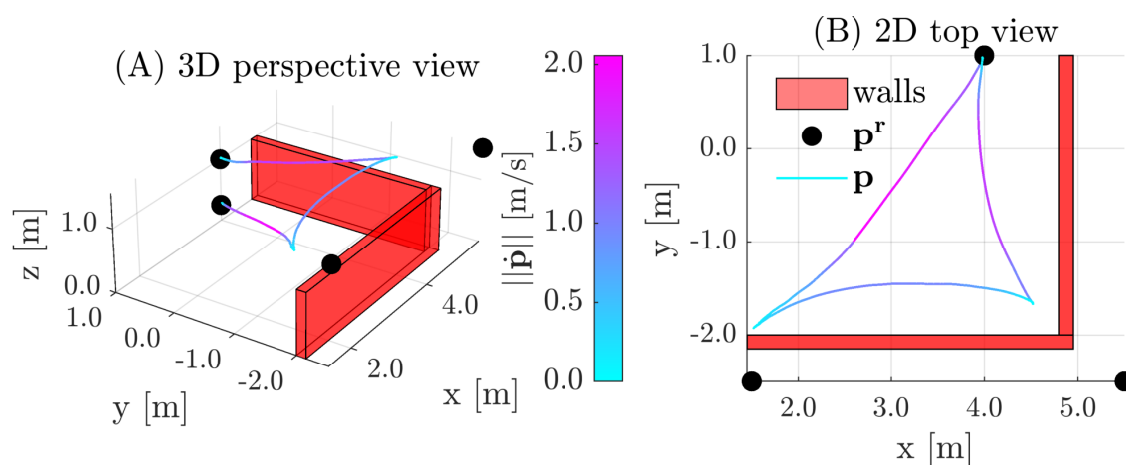 (A) 3D perspective view
z [m]
1.0
0.0
1.0
0.0
-1.0
-2.0
y [m]
2.0
4.0
x [m]
||ṗ|| [m/s]
2.0
1.5
1.0
0.5
0.0
(B) 2D top view
walls
pʳ
p
y [m]
1.0
0.0
-1.0
-2.0
2.0
3.0
4.0
5.0
x [m]